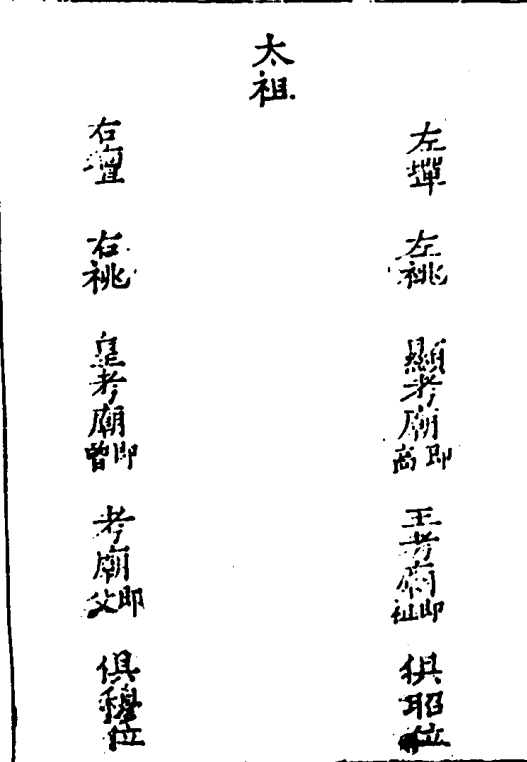 太祖
左墠
左祧
顯考廟即高
王考廟即祖
俱昭位
右壇
右祧
皇考廟即曾
考廟即父
俱穆位